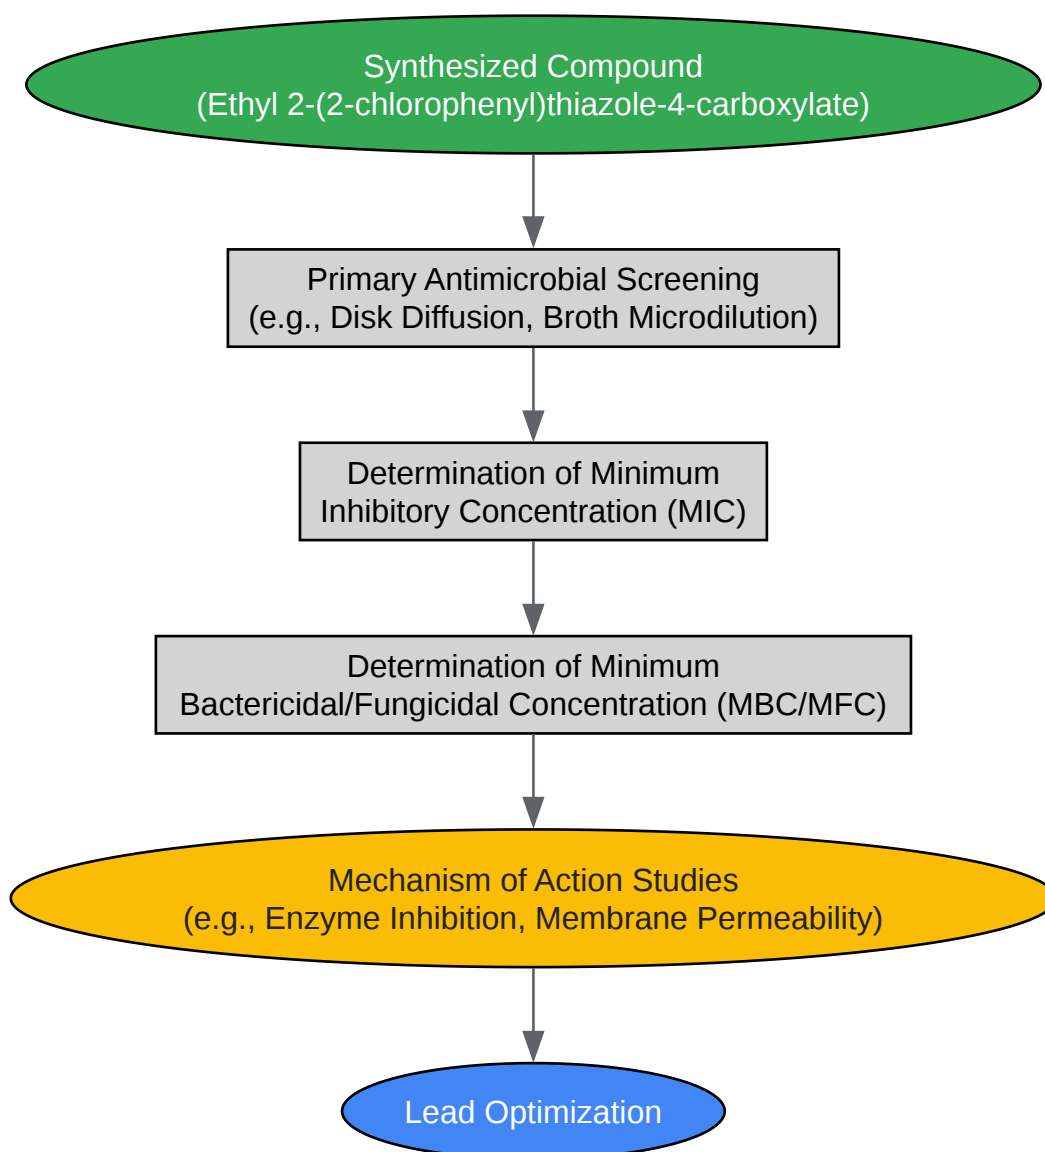 Synthesized Compound
(Ethyl 2-(2-chlorophenyl)thiazole-4-carboxylate)
Primary Antimicrobial Screening
(e.g., Disk Diffusion, Broth Microdilution)
Determination of Minimum
Inhibitory Concentration (MIC)
Determination of Minimum
Bactericidal/Fungicidal Concentration (MBC/MFC)
Mechanism of Action Studies
(e.g., Enzyme Inhibition, Membrane Permeability)
Lead Optimization